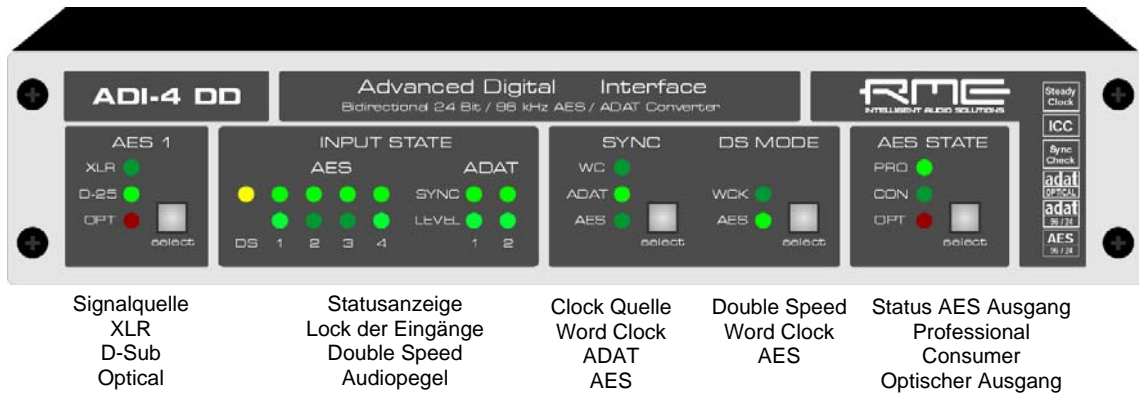 ADI-4 DD
Advanced Digital Interface
Bidirectional 24 Bit / 96 kHz AES / ADAT Converter
RME
INTELLIGENT AUDIO SOLUTIONS
Steady Clock
ICC
Sync Check
adat OPTICAL
adat 96 / 24
AES 96 / 24
AES 1
XLR
D-25
OPT
select
INPUT STATE
AES ADAT
SYNC
LEVEL
DS 1 2 3 4 1 2
SYNC
WC
ADAT
AES
select
DS MODE
WCK
AES
select
AES STATE
PRO
CON
OPT
select
Signalquelle
XLR
D-Sub
Optical
Statusanzeige
Lock der Eingänge
Double Speed
Audiopegel
Clock Quelle
Word Clock
ADAT
AES
Double Speed
Word Clock
AES
Status AES Ausgang
Professional
Consumer
Optischer Ausgang